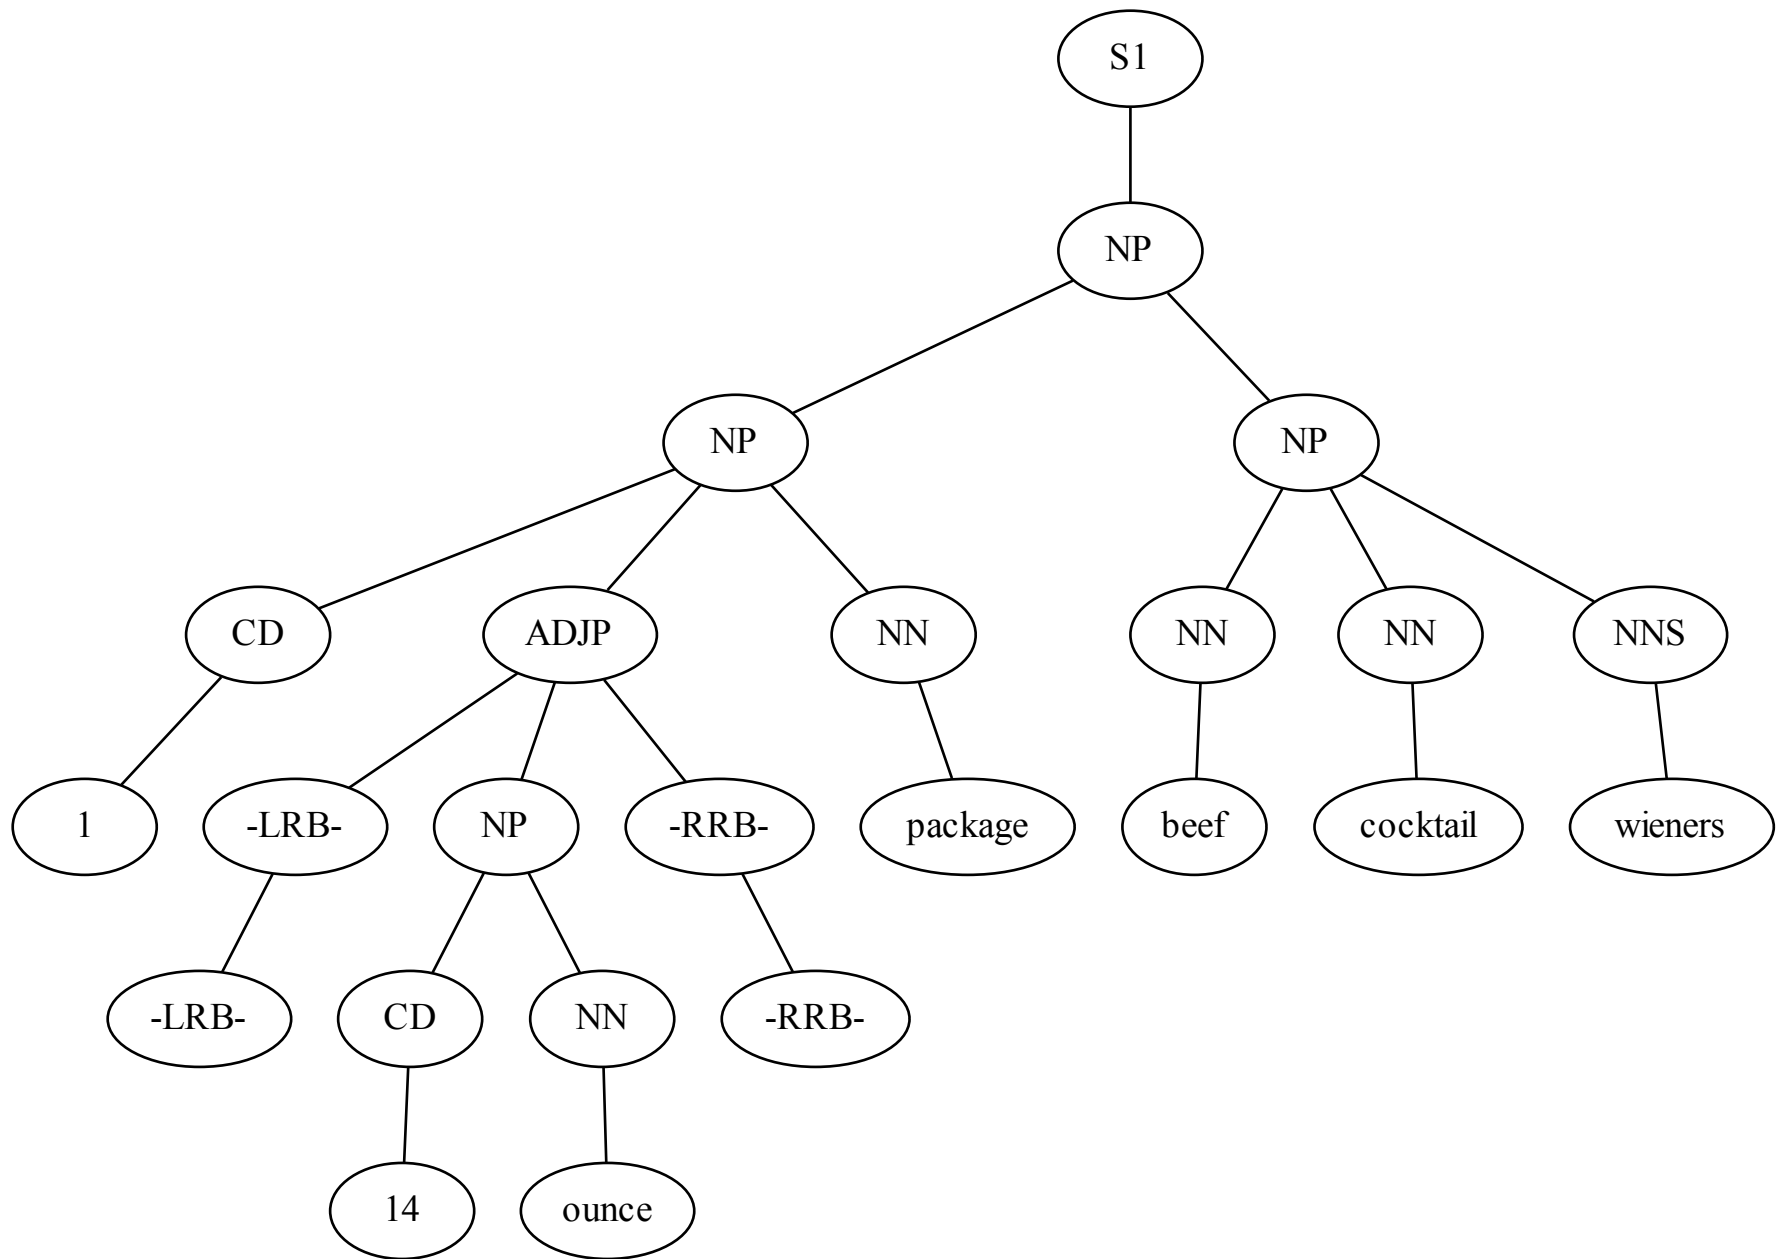 S1
NP
NP NP
CD ADJP NN NN NN NNS
1 -LRB- NP -RRB- package beef cocktail wieners
-LRB- CD NN -RRB-
14 ounce